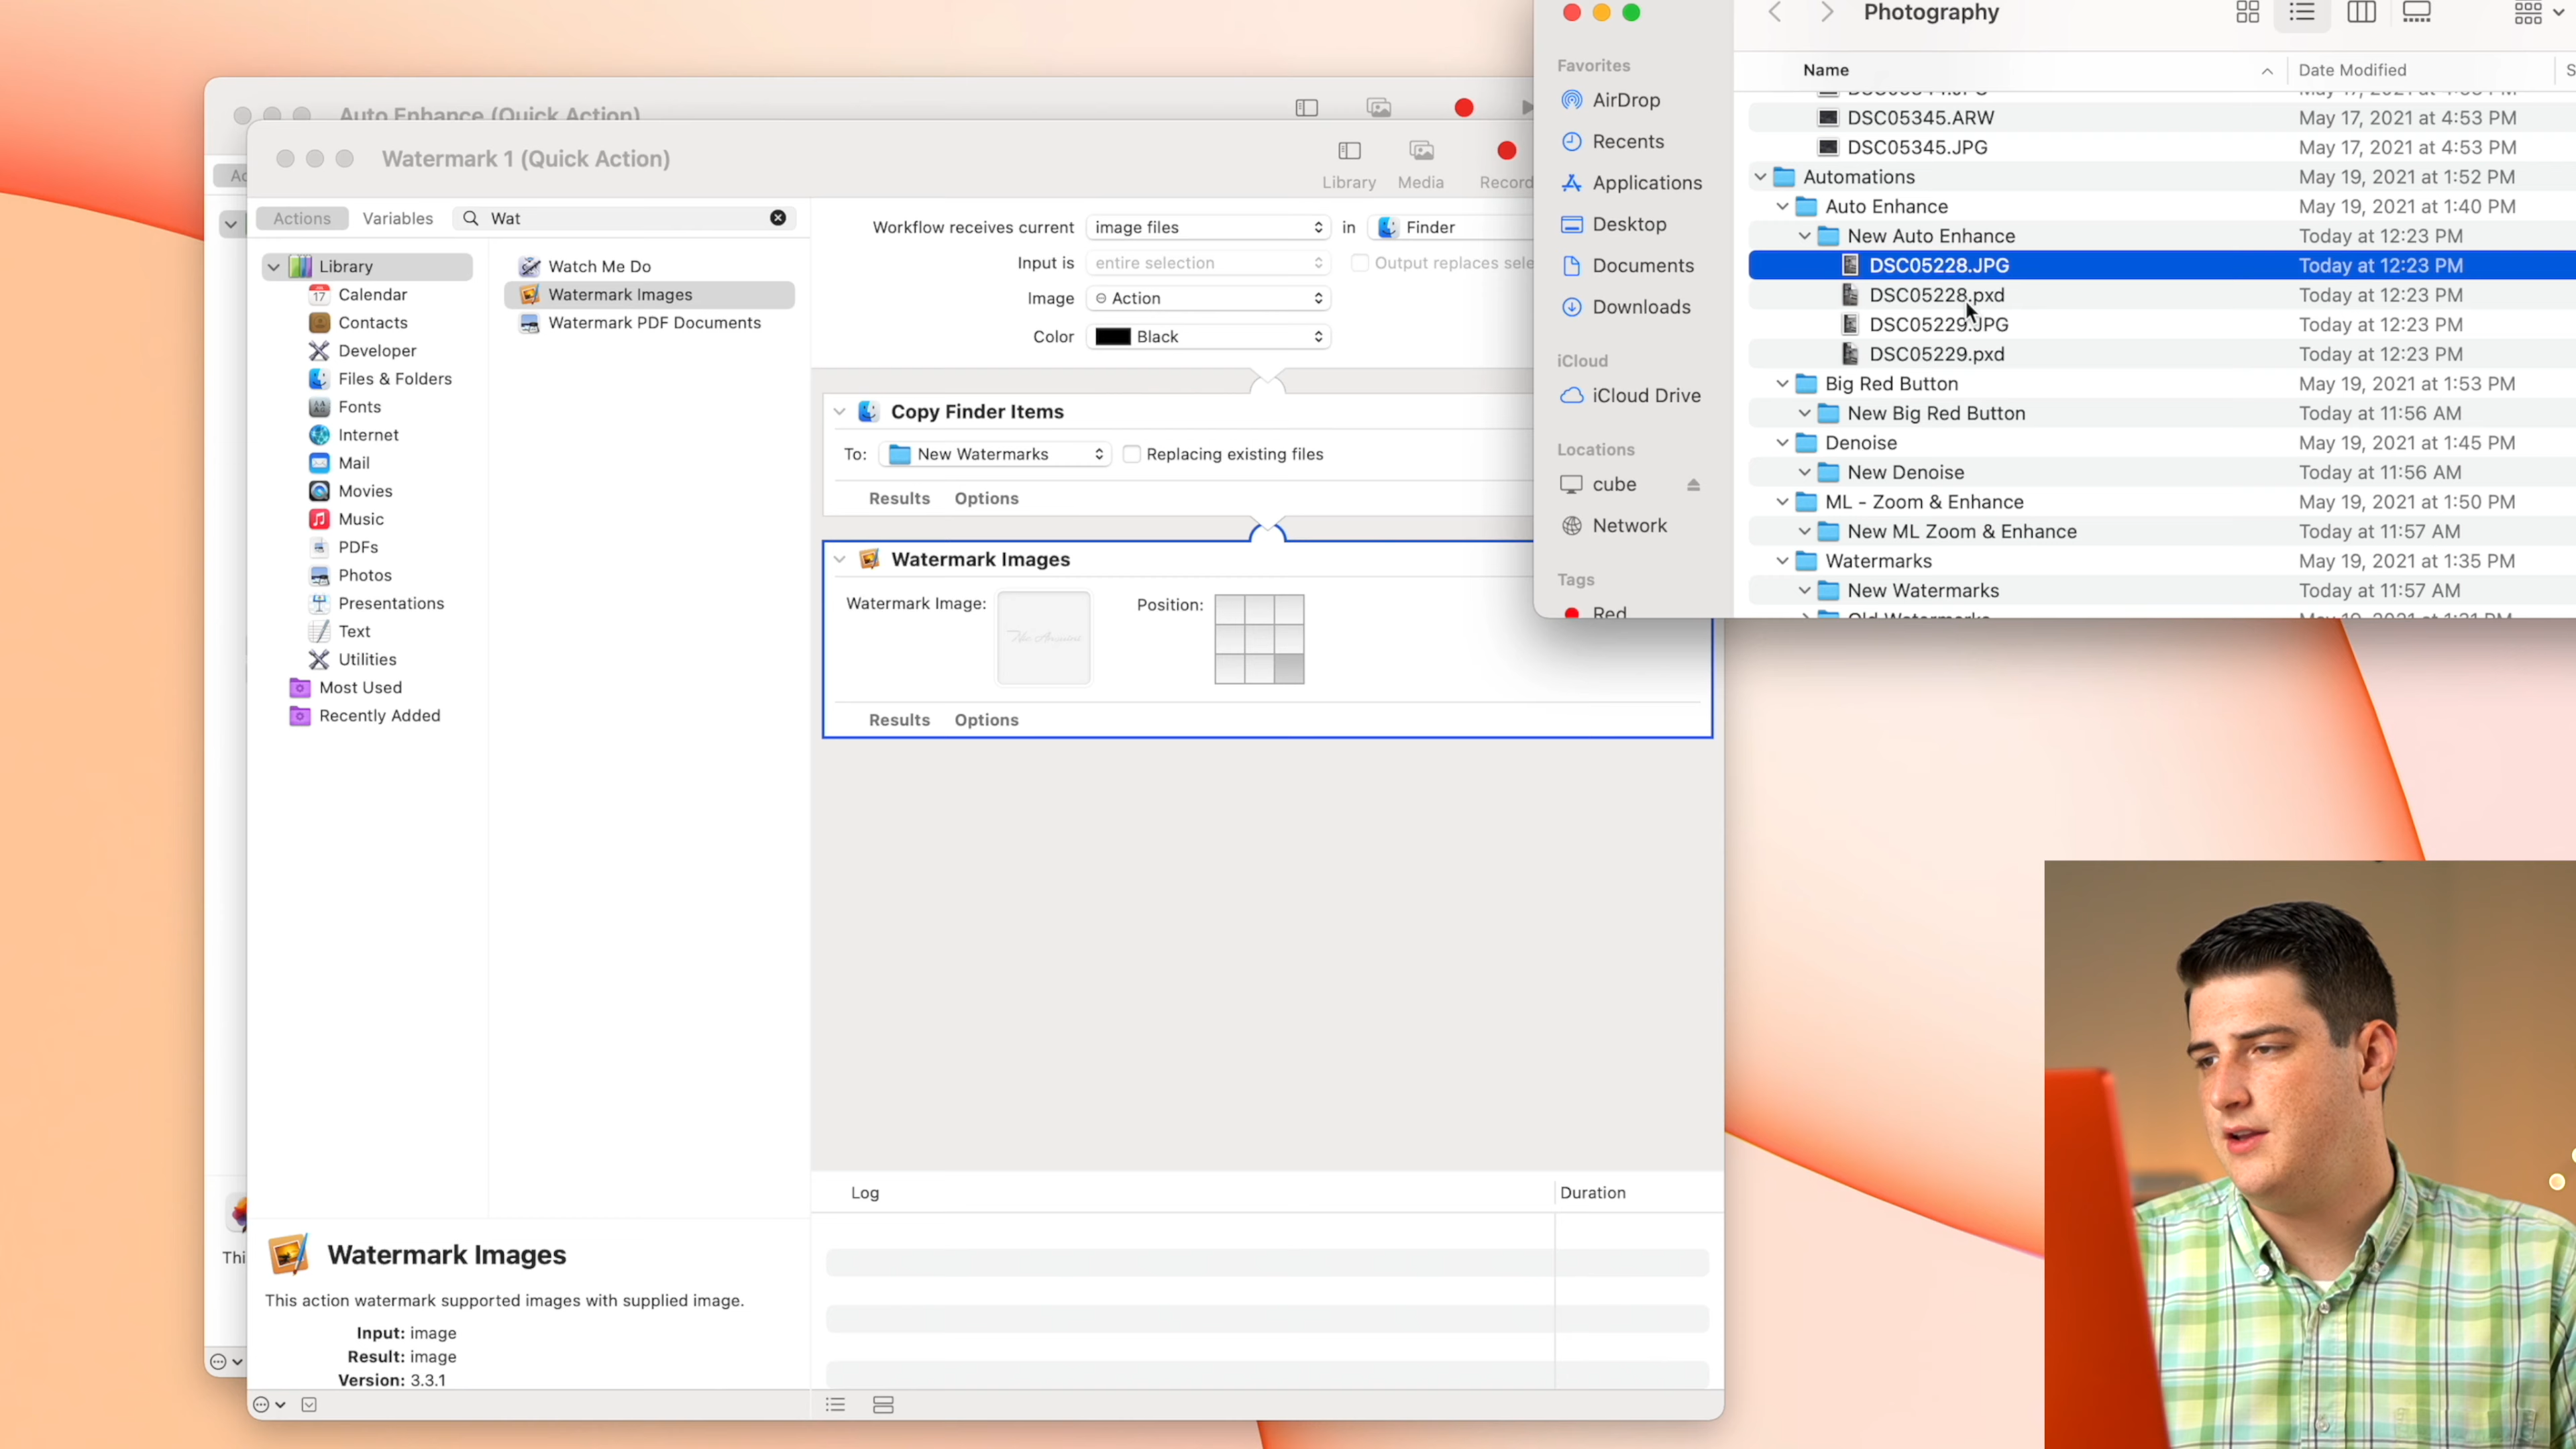 Auto Enhance (Quick Action)
Watermark 1 (Quick Action)
Library
Media
Record
Actions
Variables
Wat
Library
Calendar
Contacts
Developer
Files & Folders
Fonts
Internet
Mail
Movies
Music
PDFs
Photos
Presentations
Text
Utilities
Most Used
Recently Added
Watch Me Do
Watermark Images
Watermark PDF Documents
Workflow receives current image files in Finder
Input is entire selection Output replaces sele
Image Action
Color Black
Copy Finder Items
To: New Watermarks Replacing existing files
Results Options
Watermark Images
Watermark Image: Position:
Results Options
Log Duration
Thi
Watermark Images
This action watermark supported images with supplied image.
Input: image
Result: image
Version: 3.3.1
Photography
Favorites
AirDrop
Recents
Applications
Desktop
Documents
Downloads
iCloud
iCloud Drive
Locations
cube
Network
Tags
Red
Name Date Modified S
DSC05345.ARW May 17, 2021 at 4:53 PM
DSC05345.JPG May 17, 2021 at 4:53 PM
Automations May 19, 2021 at 1:52 PM
Auto Enhance May 19, 2021 at 1:40 PM
New Auto Enhance Today at 12:23 PM
DSC05228.JPG Today at 12:23 PM
DSC05228.pxd Today at 12:23 PM
DSC05229.JPG Today at 12:23 PM
DSC05229.pxd Today at 12:23 PM
Big Red Button May 19, 2021 at 1:53 PM
New Big Red Button Today at 11:56 AM
Denoise May 19, 2021 at 1:45 PM
New Denoise Today at 11:56 AM
ML - Zoom & Enhance May 19, 2021 at 1:50 PM
New ML Zoom & Enhance Today at 11:57 AM
Watermarks May 19, 2021 at 1:35 PM
New Watermarks Today at 11:57 AM